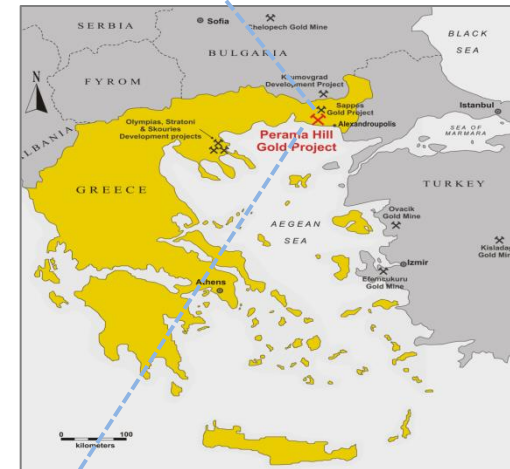 SERBIA
Sofia
Chelopech Gold Mine
BLACK
SEA
BULGARIA
FYROM
Krumovgrad
Development Project
N
Sappes
Gold Project
Istanbul
Alexandroupolis
Olympias, Stratoni
& Skouries
Development projects
SEA OF
MARMARA
ALBANIA
Perama Hill
Gold Project
GREECE
TURKEY
Ovacik
Gold Mine
AEGEAN
SEA
Kisladag
Gold Min
Izmir
Efemcukuru
Gold Mine
Athens
0 100
kilometers